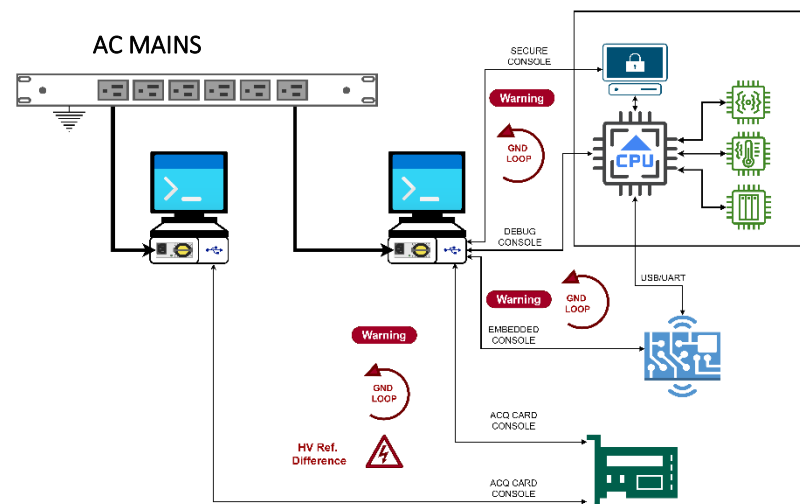 AC MAINS
SECURE
CONSOLE
Warning
GND
LOOP
CPU
DEBUG
CONSOLE
USB/UART
Warning
GND
LOOP
EMBEDDED
CONSOLE
Warning
GND
LOOP
ACQ CARD
CONSOLE
HV Ref.
Difference
ACQ CARD
CONSOLE